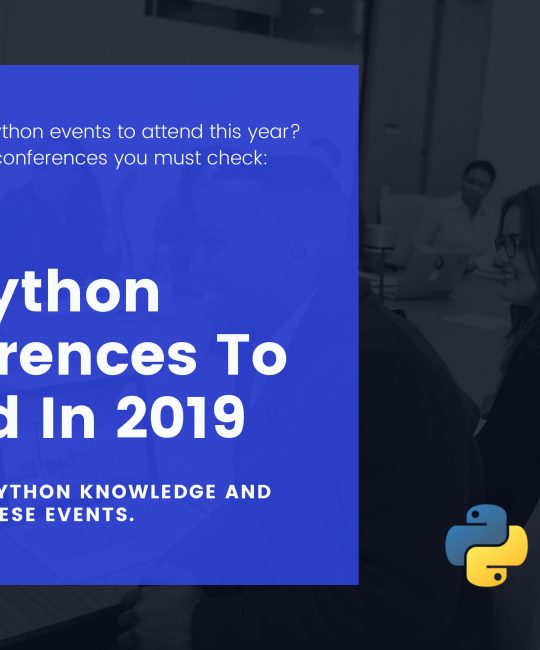 ython events to attend this year?
conferences you must check:
ython
rences To
d In 2019
YTHON KNOWLEDGE AND
ESE EVENTS.